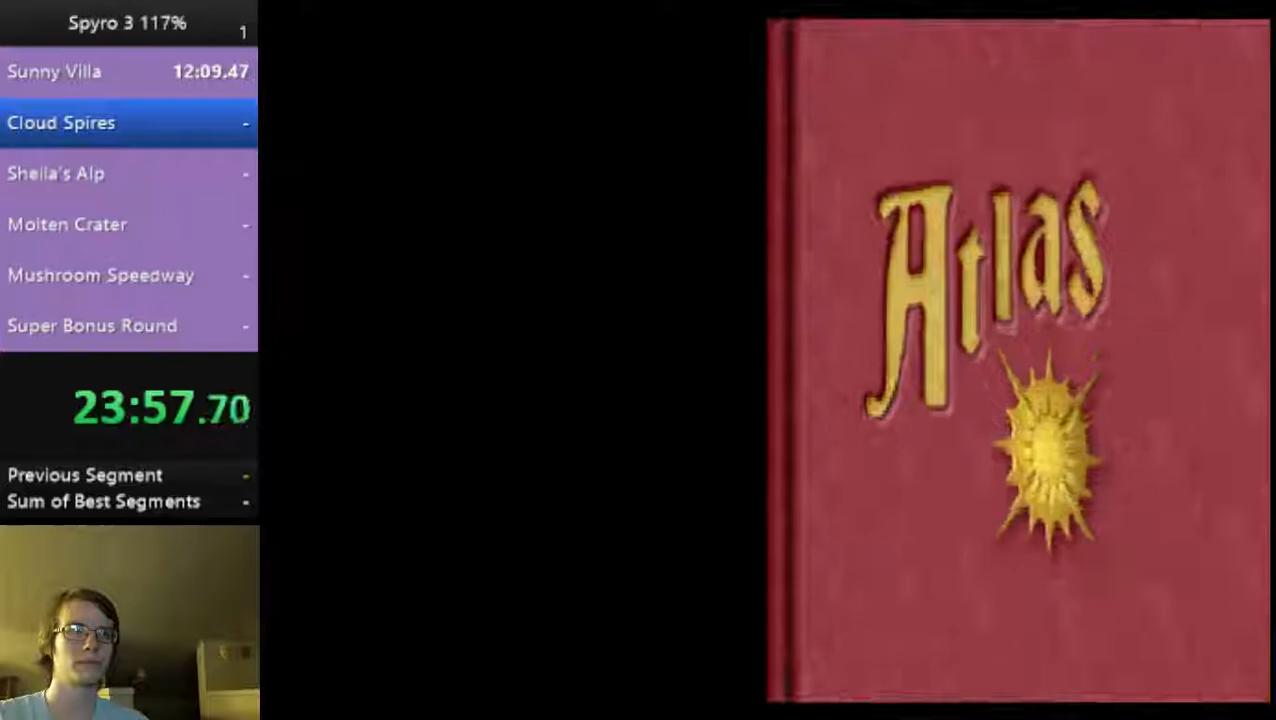 Spyro 3 117%
1
Sunny Villa 12:09.47
Cloud Spires -
Sheila's Alp -
Molten Crater -
Mushroom Speedway -
Super Bonus Round -
23:57.70
Previous Segment -
Sum of Best Segments -
Atlas